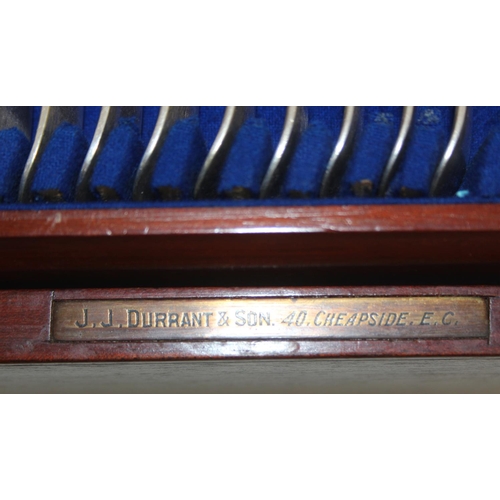 J. J. DURRANT & SON. 40. CHEAPSIDE. E. C.